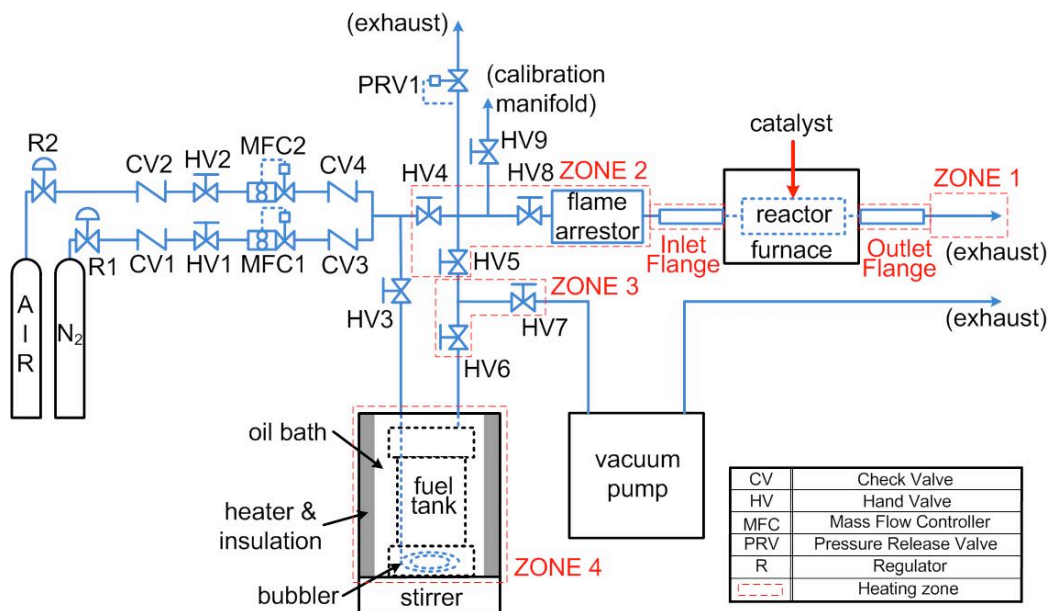 (exhaust)
PRV1
(calibration
manifold)
HV9
catalyst
R2
CV2
HV2
MFC2
CV4
HV4
HV8
ZONE 2
ZONE 1
flame
arrestor
reactor
furnace
Inlet
Flange
Outlet
Flange
(exhaust)
R1
CV1
HV1
MFC1
CV3
HV5
ZONE 3
HV3
HV7
HV6
(exhaust)
A
I
R
N2
oil bath
fuel
tank
heater &
insulation
bubbler
stirrer
ZONE 4
vacuum
pump
CV Check Valve
HV Hand Valve
MFC Mass Flow Controller
PRV Pressure Release Valve
R Regulator
Heating zone